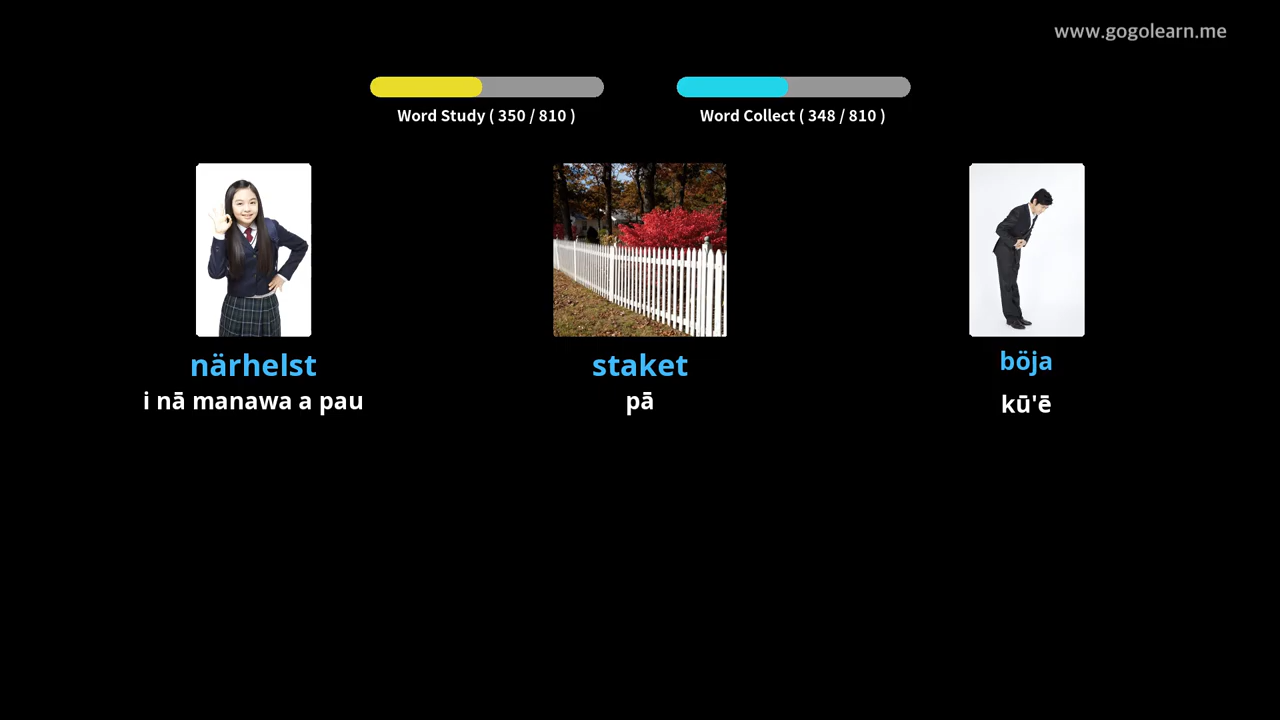 www.gogolearn.me
Word Study ( 350 / 810 )
Word Collect ( 348 / 810 )
närhelst
staket
böja
i nā manawa a pau
pā
kū'ē